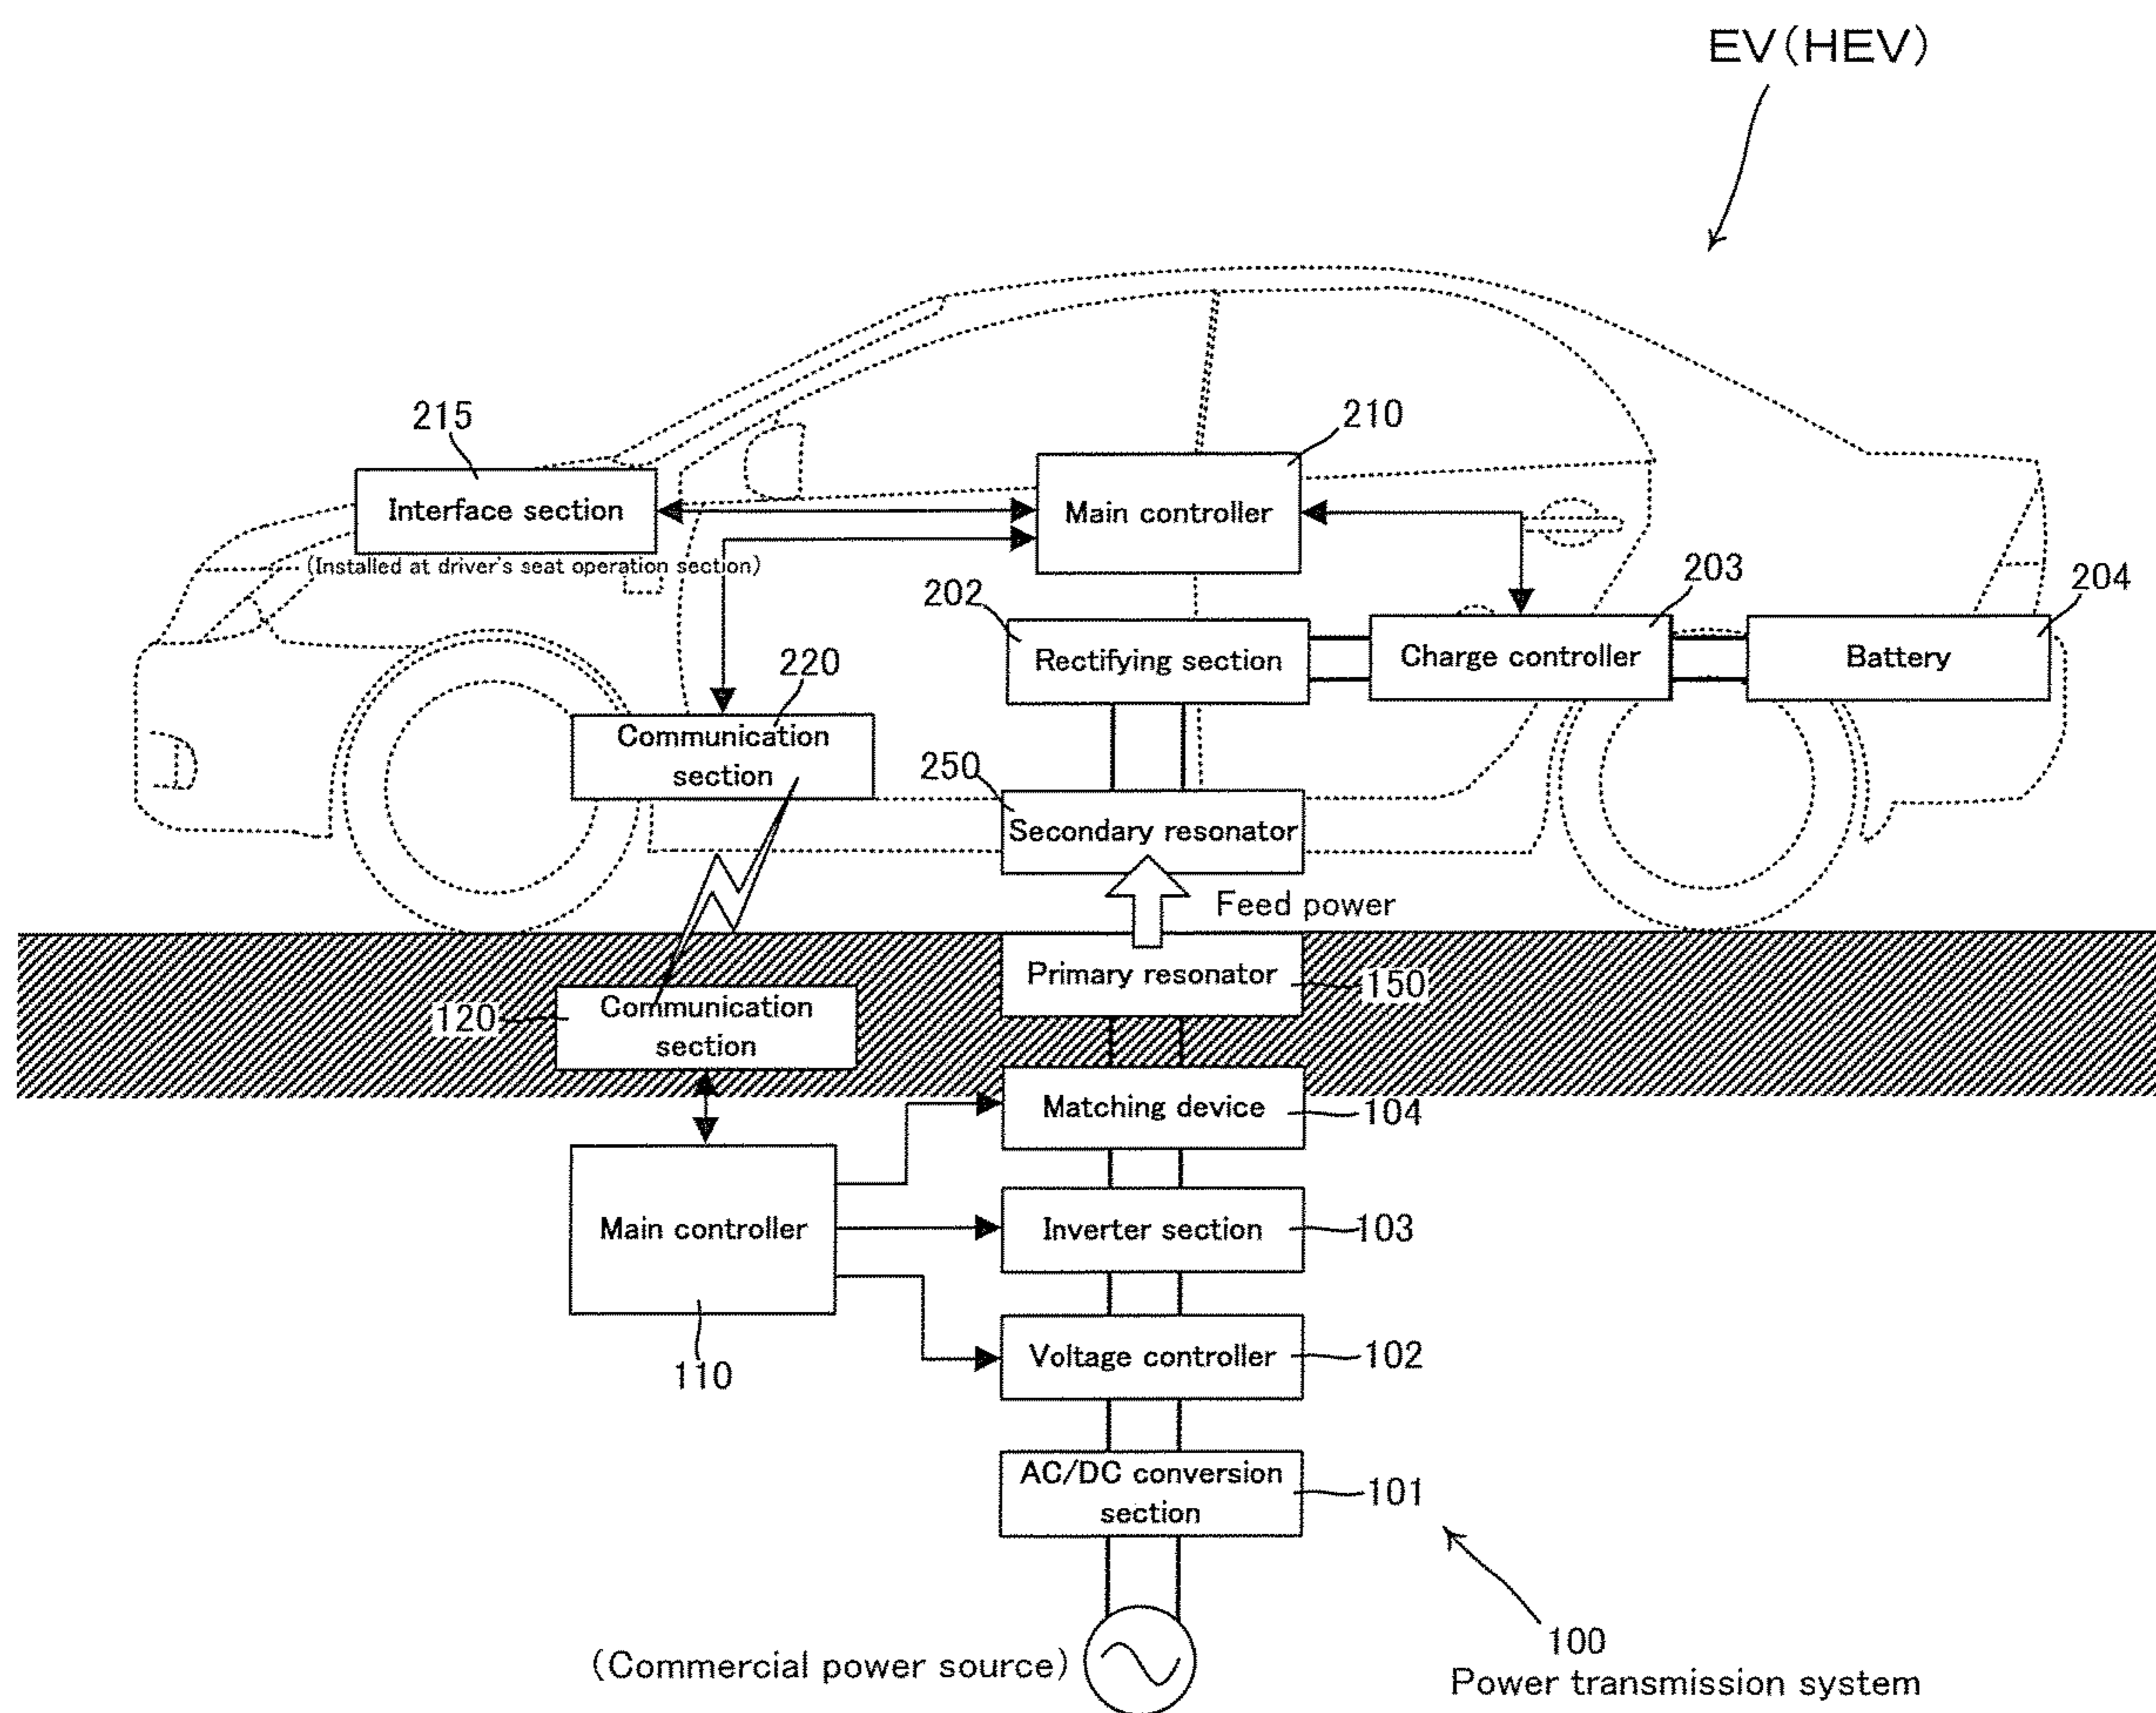 EV(HEV)
215
210
Interface section
Main controller
(Installed at driver's seat operation section)
202
203
204
Rectifying section
Charge controller
Battery
220
Communication
section
250
Secondary resonator
Feed power
Primary resonator
150
120
Communication
section
Matching device
104
Main controller
Inverter section
103
110
Voltage controller
102
AC/DC conversion
section
101
100
(Commercial power source)
Power transmission system